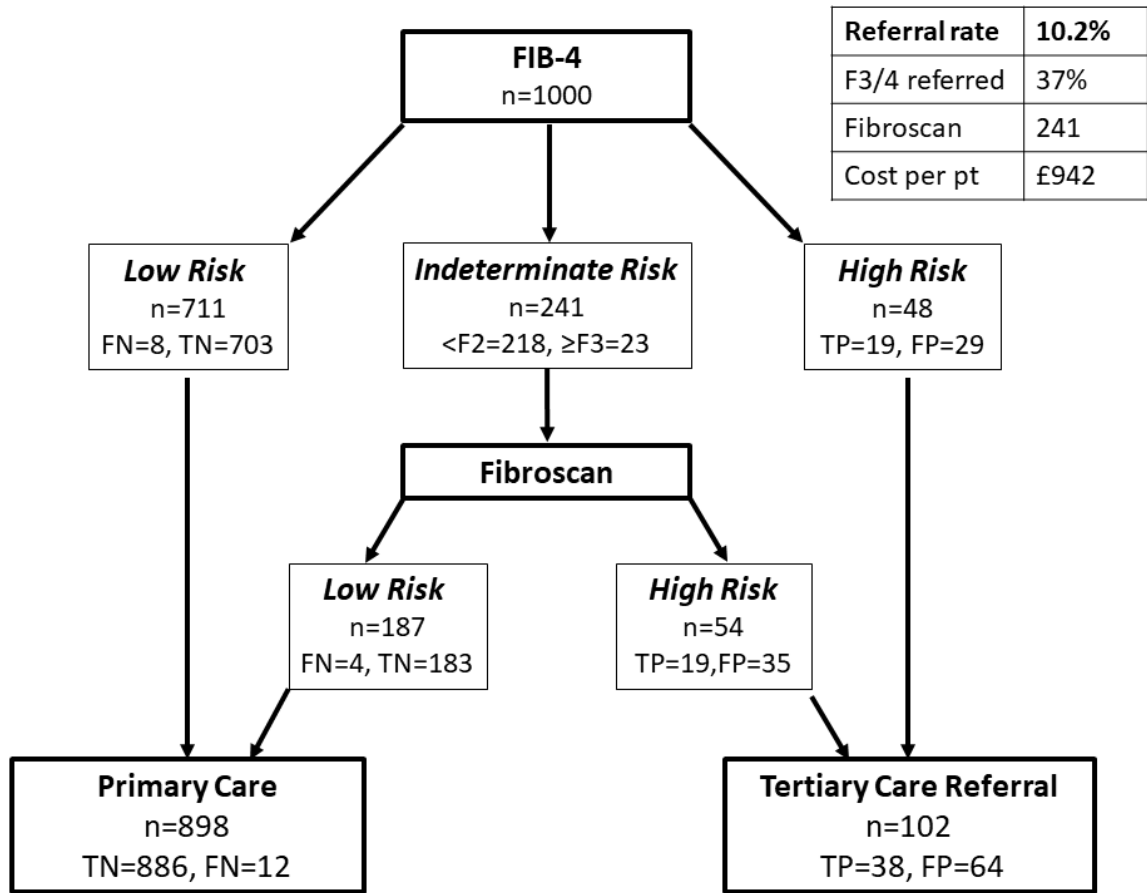 FIB-4
n=1000
Referral rate 10.2%
F3/4 referred 37%
Fibroscan 241
Cost per pt £942
Low Risk
n=711
FN=8, TN=703
Indeterminate Risk
n=241
<F2=218, ≥F3=23
High Risk
n=48
TP=19, FP=29
Fibroscan
Low Risk
n=187
FN=4, TN=183
High Risk
n=54
TP=19,FP=35
Primary Care
n=898
TN=886, FN=12
Tertiary Care Referral
n=102
TP=38, FP=64